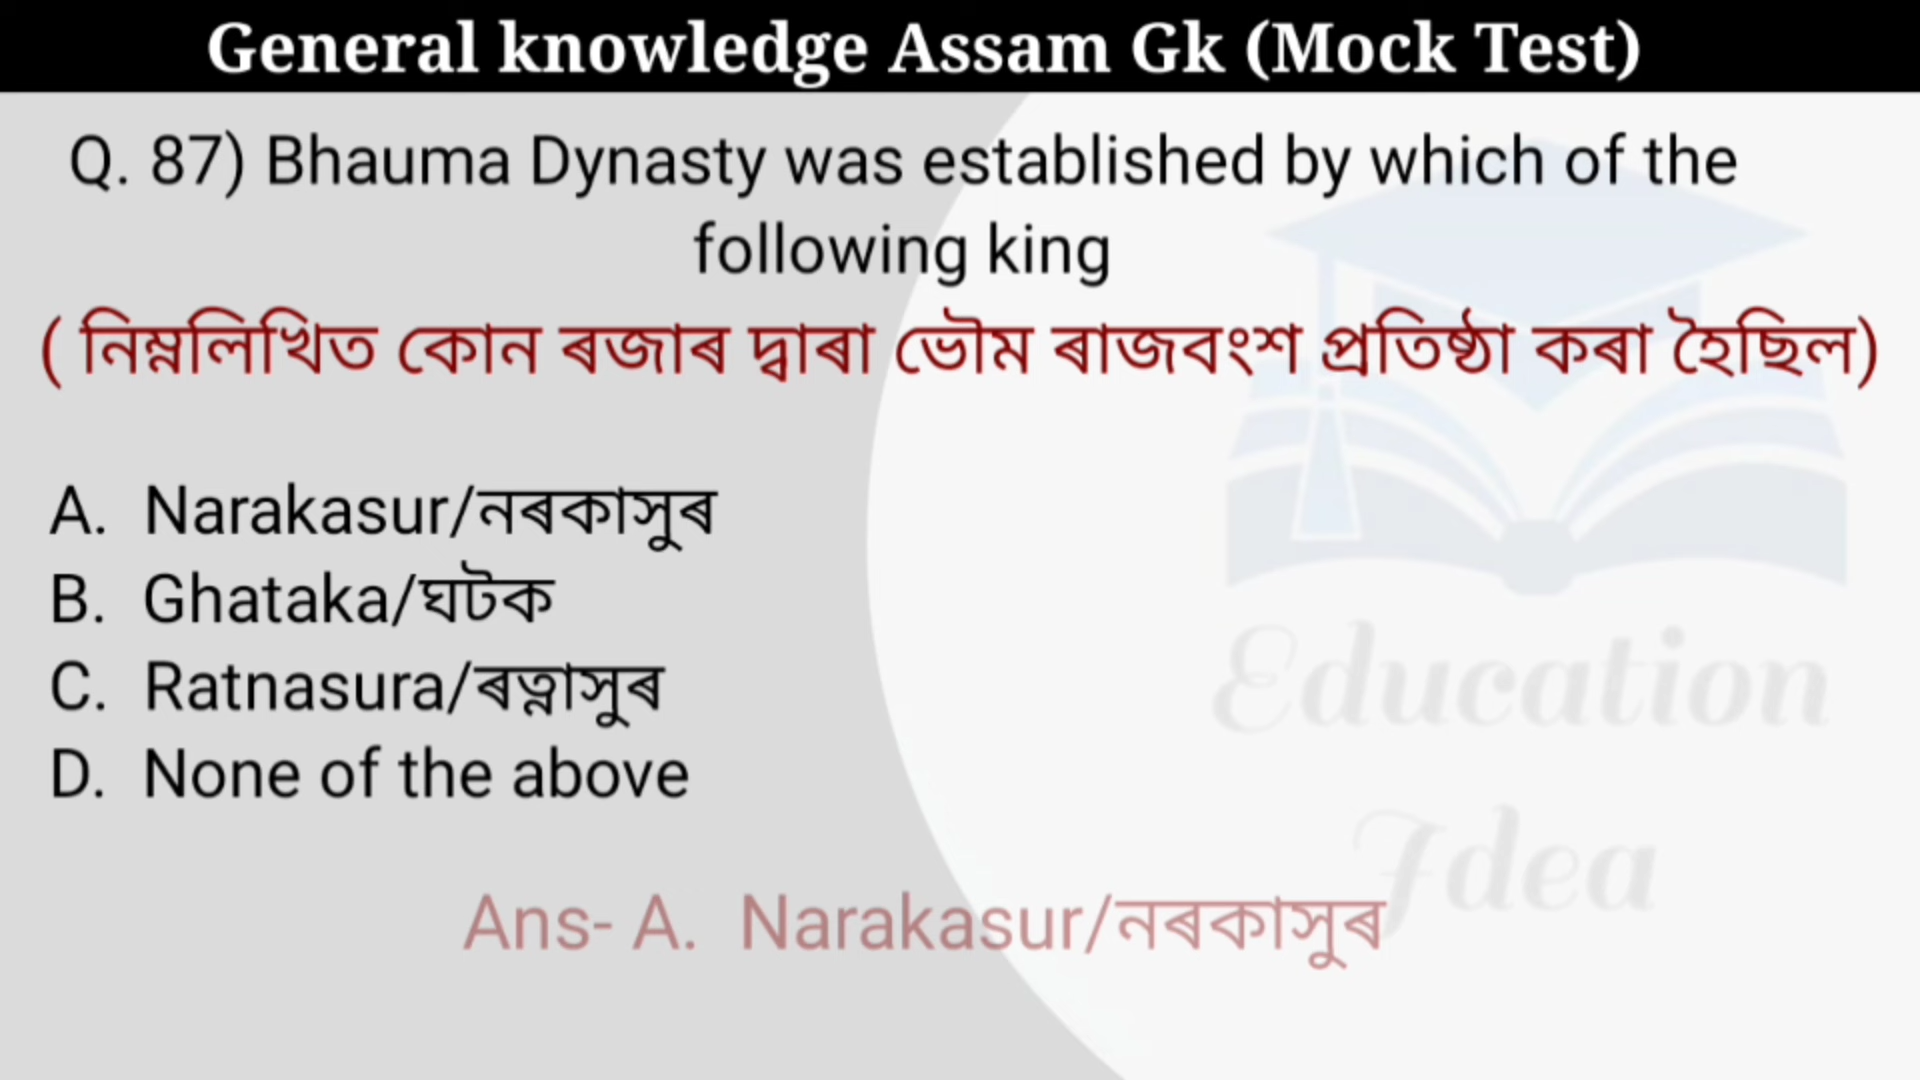 General knowledge Assam Gk (Mock Test)
Q. 87) Bhauma Dynasty was established by which of the
following king
( নিম্নলিখিত কোন ৰজাৰ দ্বাৰা ভৌম ৰাজবংশ প্ৰতিষ্ঠা কৰা হৈছিল)
A. Narakasur/নৰকাসুৰ
B. Ghataka/ঘটক
C. Ratnasura/ৰত্নাসুৰ
D. None of the above
Education
Idea
Ans- A. Narakasur/নৰকাসুৰ